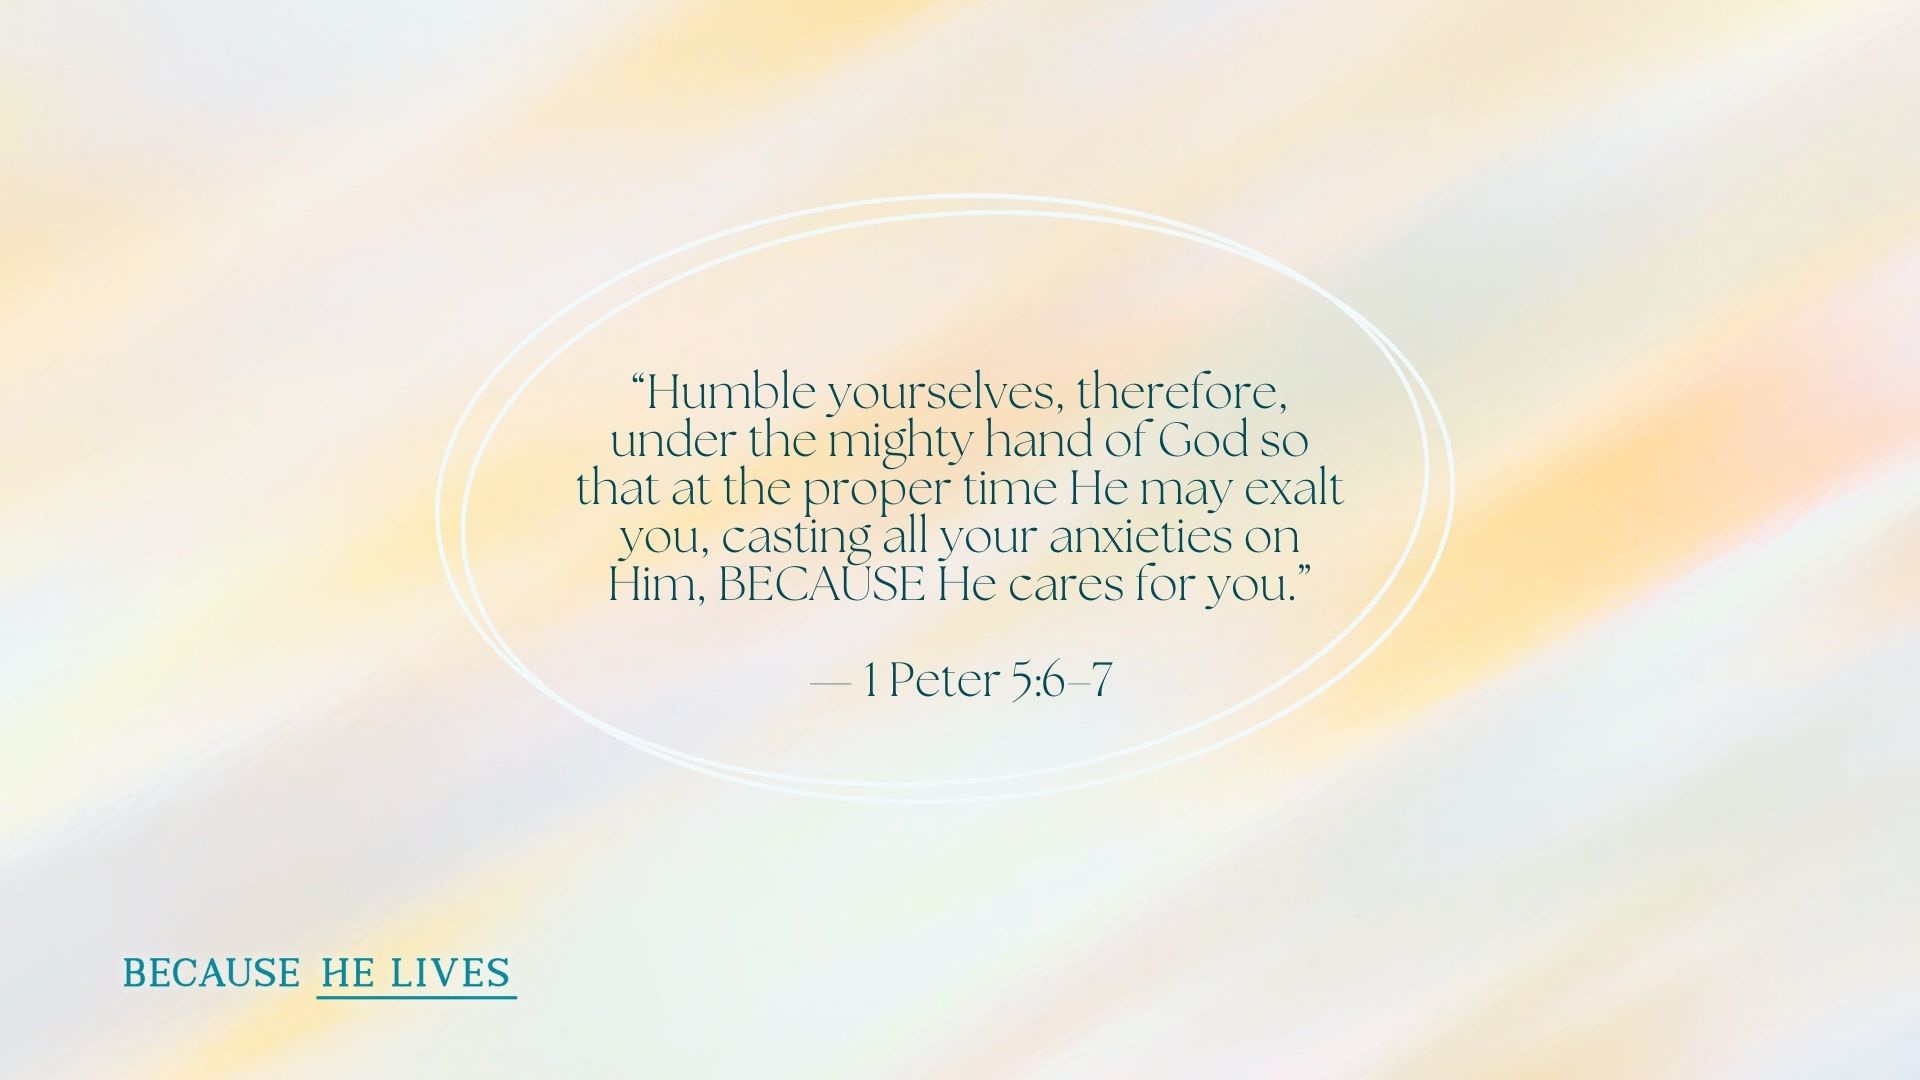 “Humble yourselves, therefore,
under the mighty hand of God so
that at the proper time He may exalt
you, casting all your anxieties on
Him, BECAUSE He cares for you.”
— 1 Peter 5:6–7
BECAUSE HE LIVES